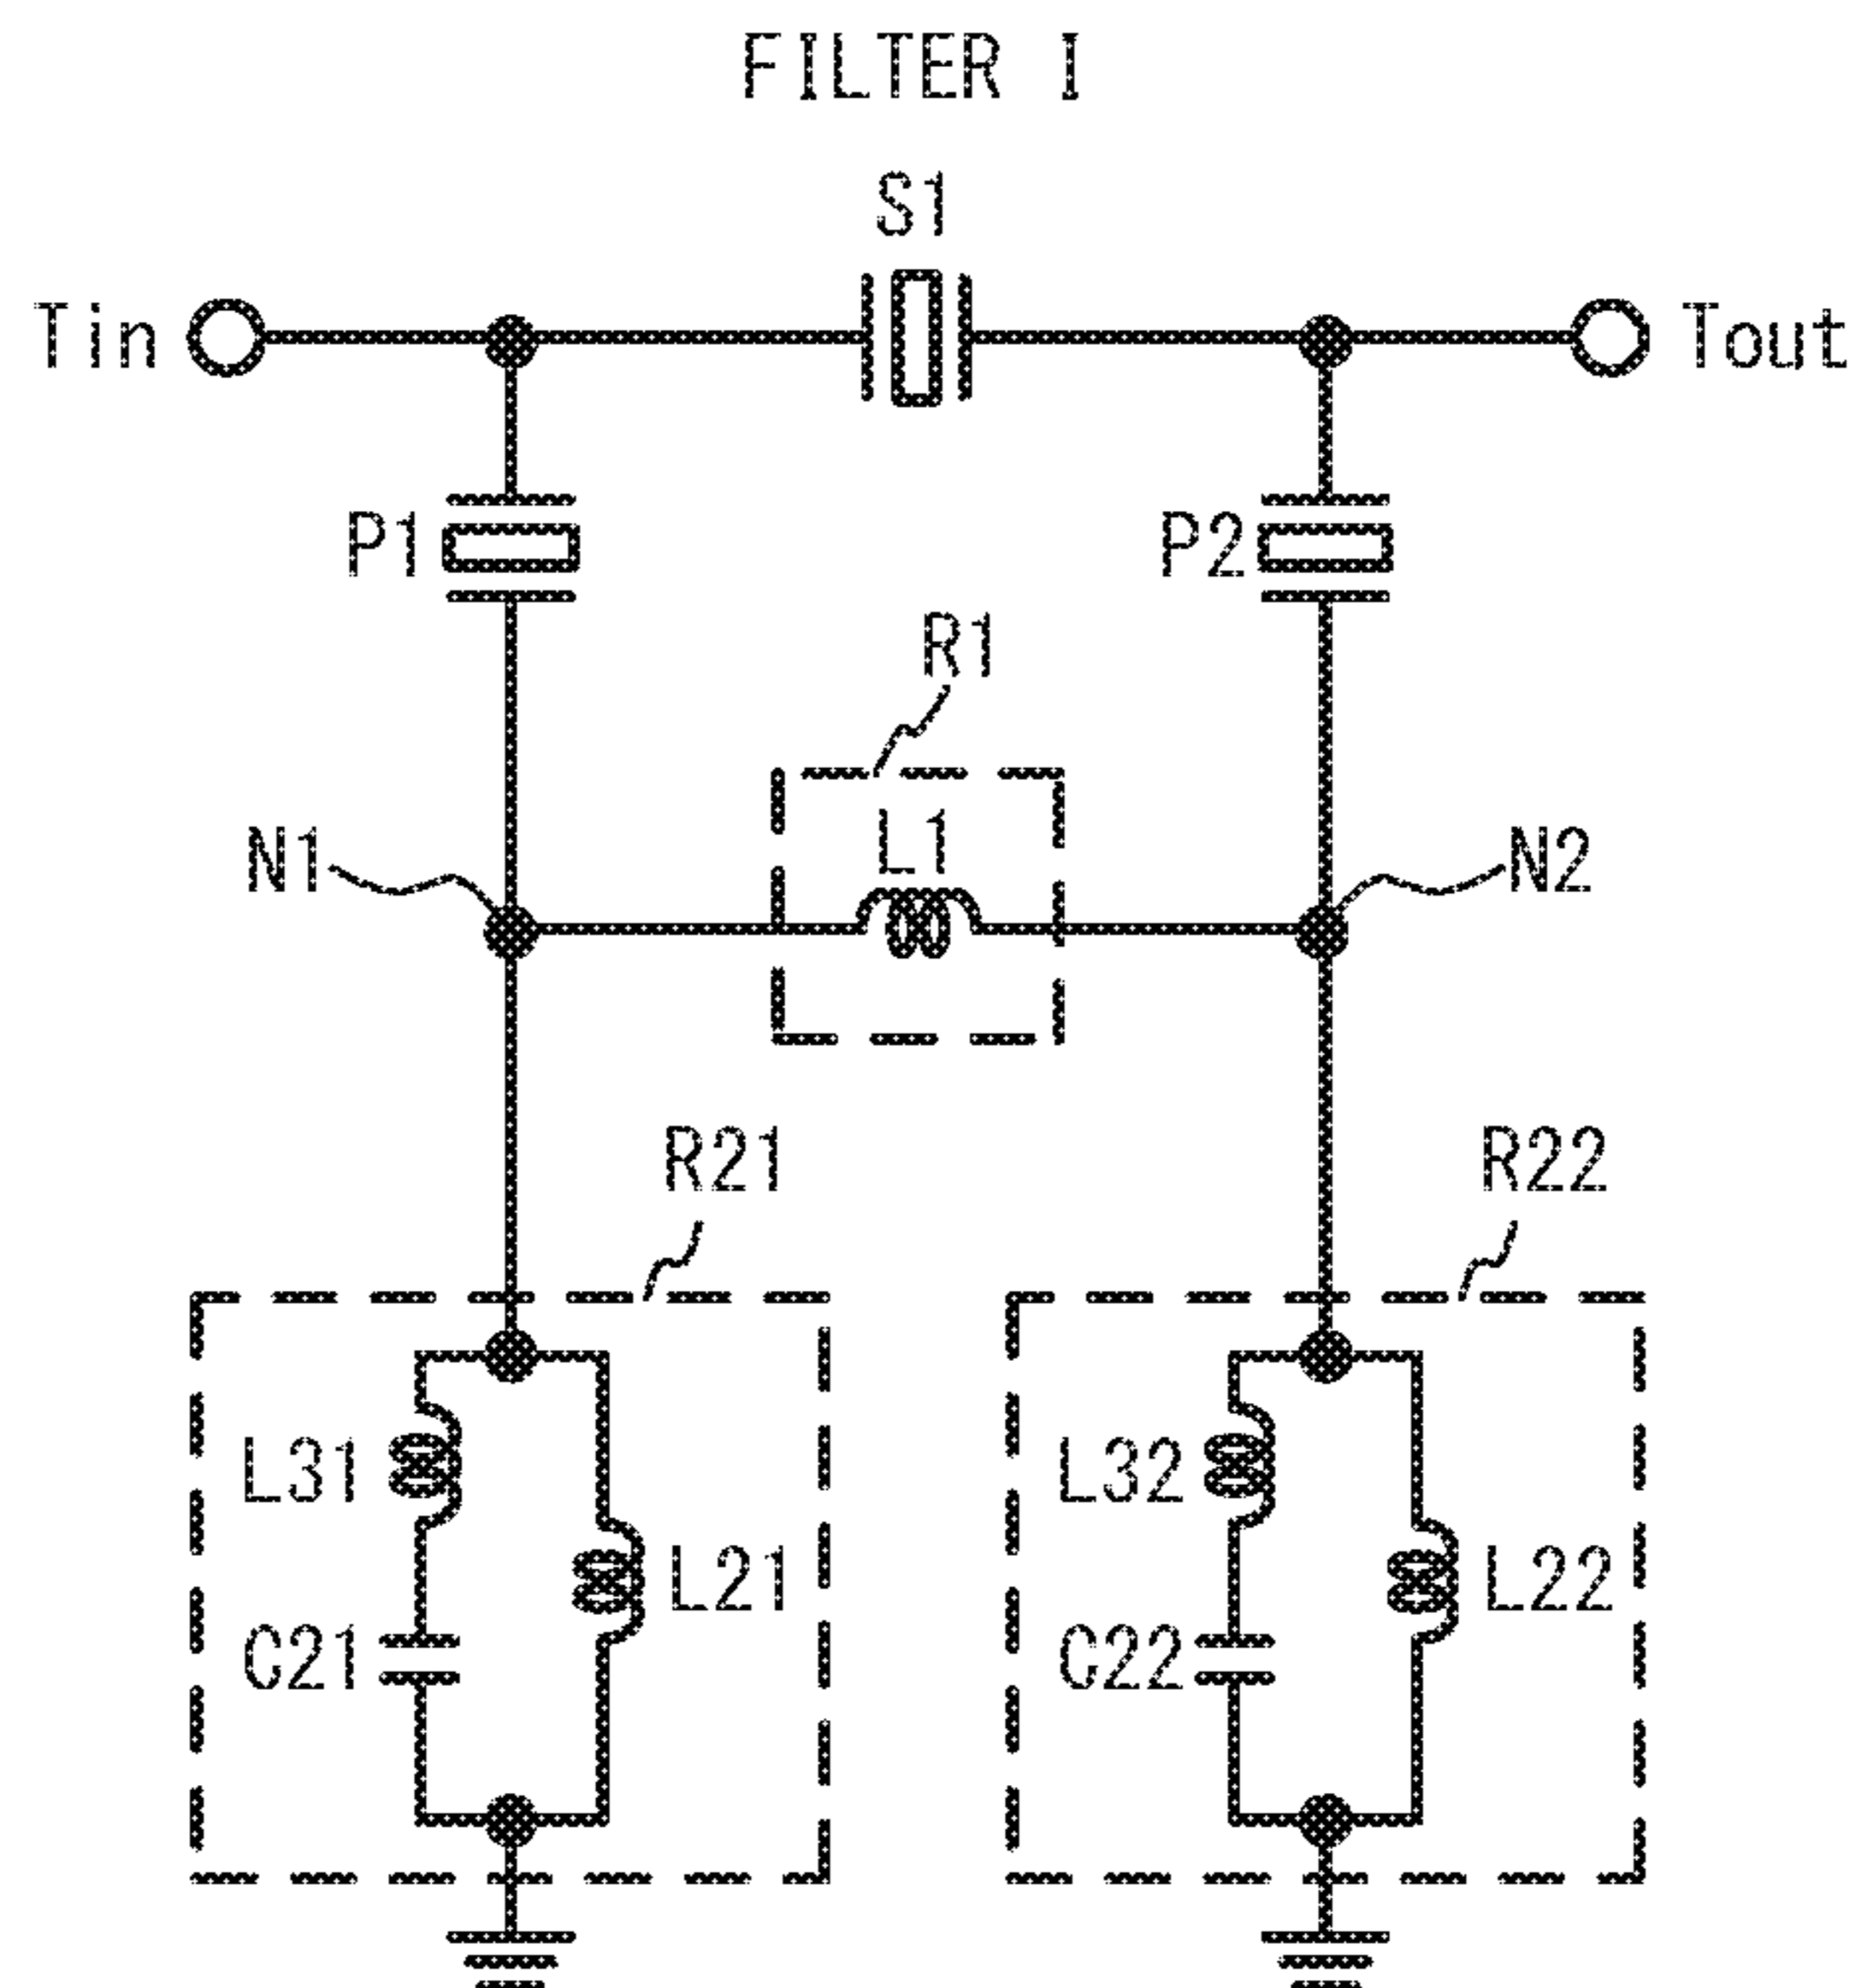 FILTER I
S1
Tin
Tout
P1
P2
R1
L1
N1
N2
R21
R22
L31
L32
L21
L22
C21
C22